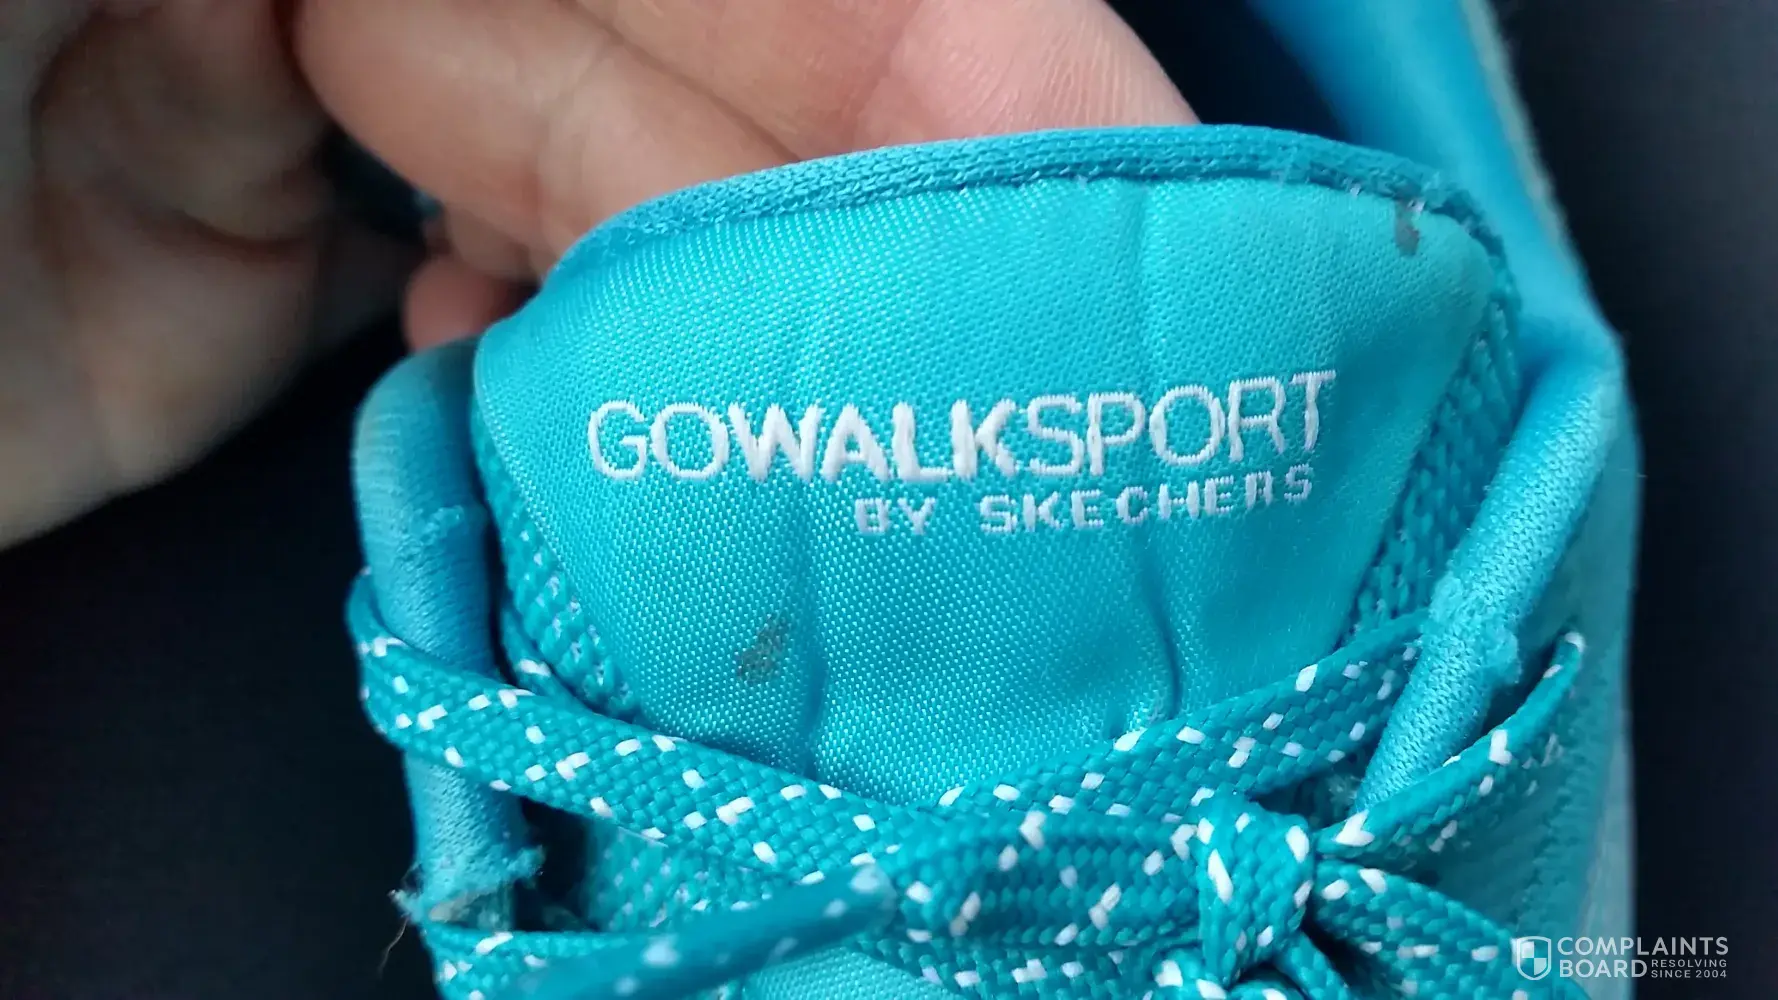 GOWALKSPORT
BY SKECHERS
COMPLAINTS
BOARD RESOLVING
SINCE 2004